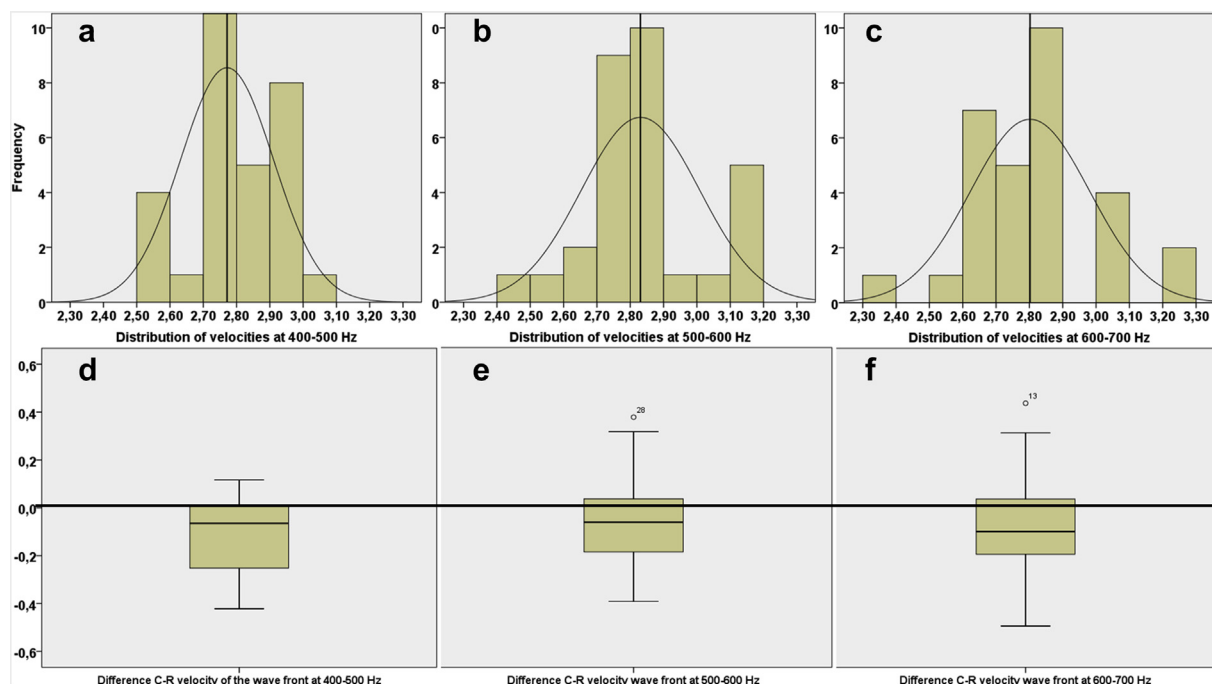 a
b
c
Frequency
10
8
6
4
2
0
10
8
6
4
2
0
10
8
6
4
2
0
2,30 2,40 2,50 2,60 2,70 2,80 2,90 3,00 3,10 3,20 3,30
2,30 2,40 2,50 2,60 2,70 2,80 2,90 3,00 3,10 3,20 3,30
2,30 2,40 2,50 2,60 2,70 2,80 2,90 3,00 3,10 3,20 3,30
Distribution of velocities at 400-500 Hz
Distribution of velocities at 500-600 Hz
Distribution of velocities at 600-700 Hz
d
e
f
0,6
0,4
0,2
0,0
-0,2
-0,4
-0,6
28
13
Difference C-R velocity of the wave front at 400-500 Hz
Difference C-R velocity wave front at 500-600 Hz
Difference C-R velocity wave front at 600-700 Hz